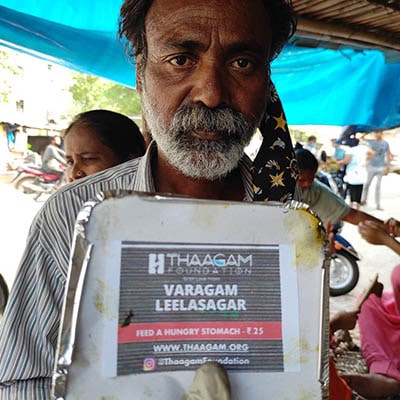 THAAGAM
FOUNDATION
VARAGAM
LEELASAGAR
FEED A HUNGRY STOMACH - ₹.25
WWW.THAAGAM.ORG
@ThaagamFoundation